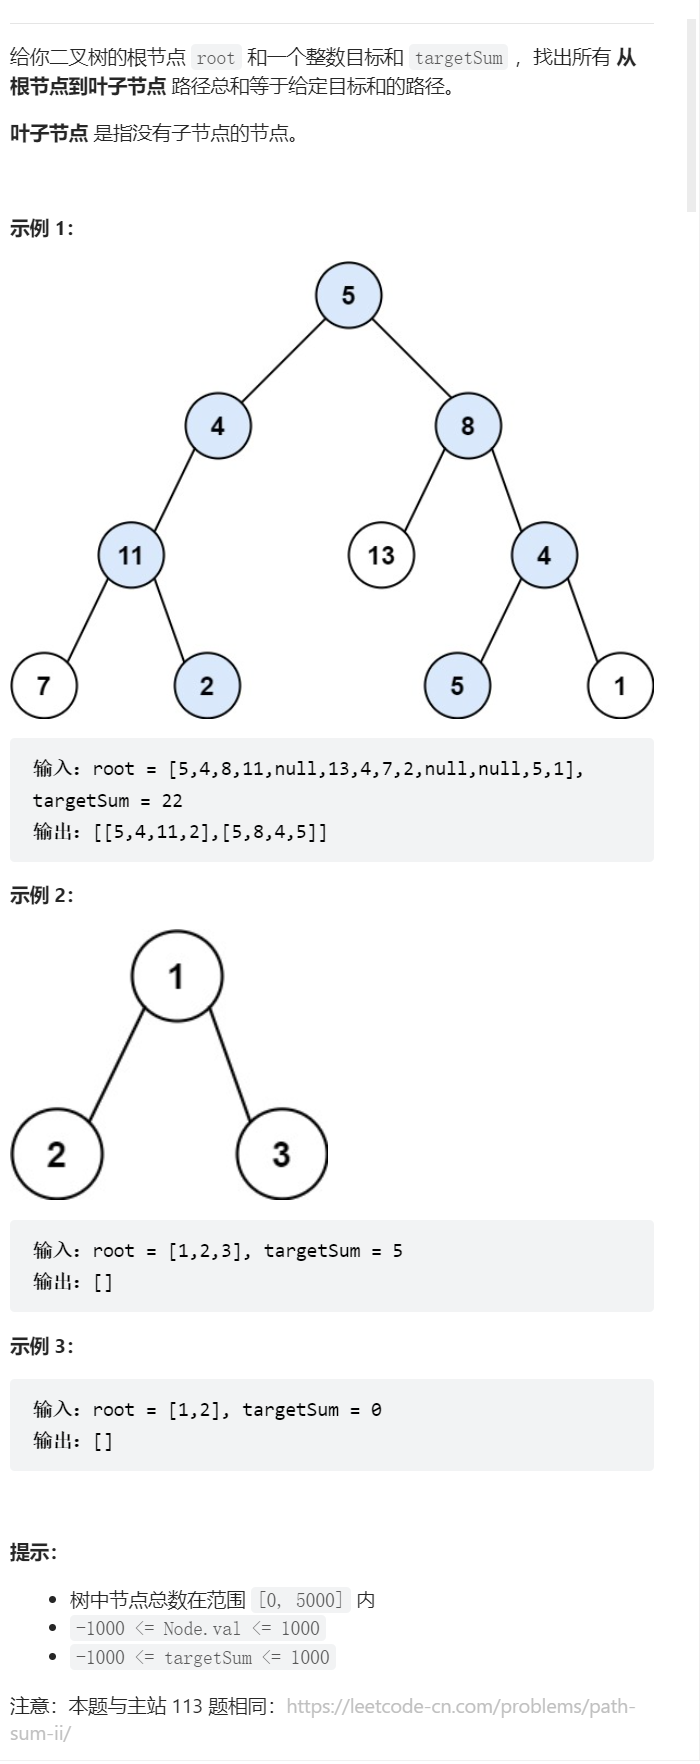 给你二叉树的根节点 root 和一个整数目标和 targetSum ，找出所有 从
根节点到叶子节点 路径总和等于给定目标和的路径。
叶子节点 是指没有子节点的节点。
示例 1：
5
4 8
11 13 4
7 2 5 1
输入：root = [5,4,8,11,null,13,4,7,2,null,null,5,1],
targetSum = 22
输出：[[5,4,11,2],[5,8,4,5]]
示例 2：
1
2 3
输入：root = [1,2,3], targetSum = 5
输出：[]
示例 3：
输入：root = [1,2], targetSum = 0
输出：[]
提示：
树中节点总数在范围 [0, 5000] 内
-1000 <= Node.val <= 1000
-1000 <= targetSum <= 1000
注意：本题与主站 113 题相同：https://leetcode-cn.com/problems/path-
sum-ii/